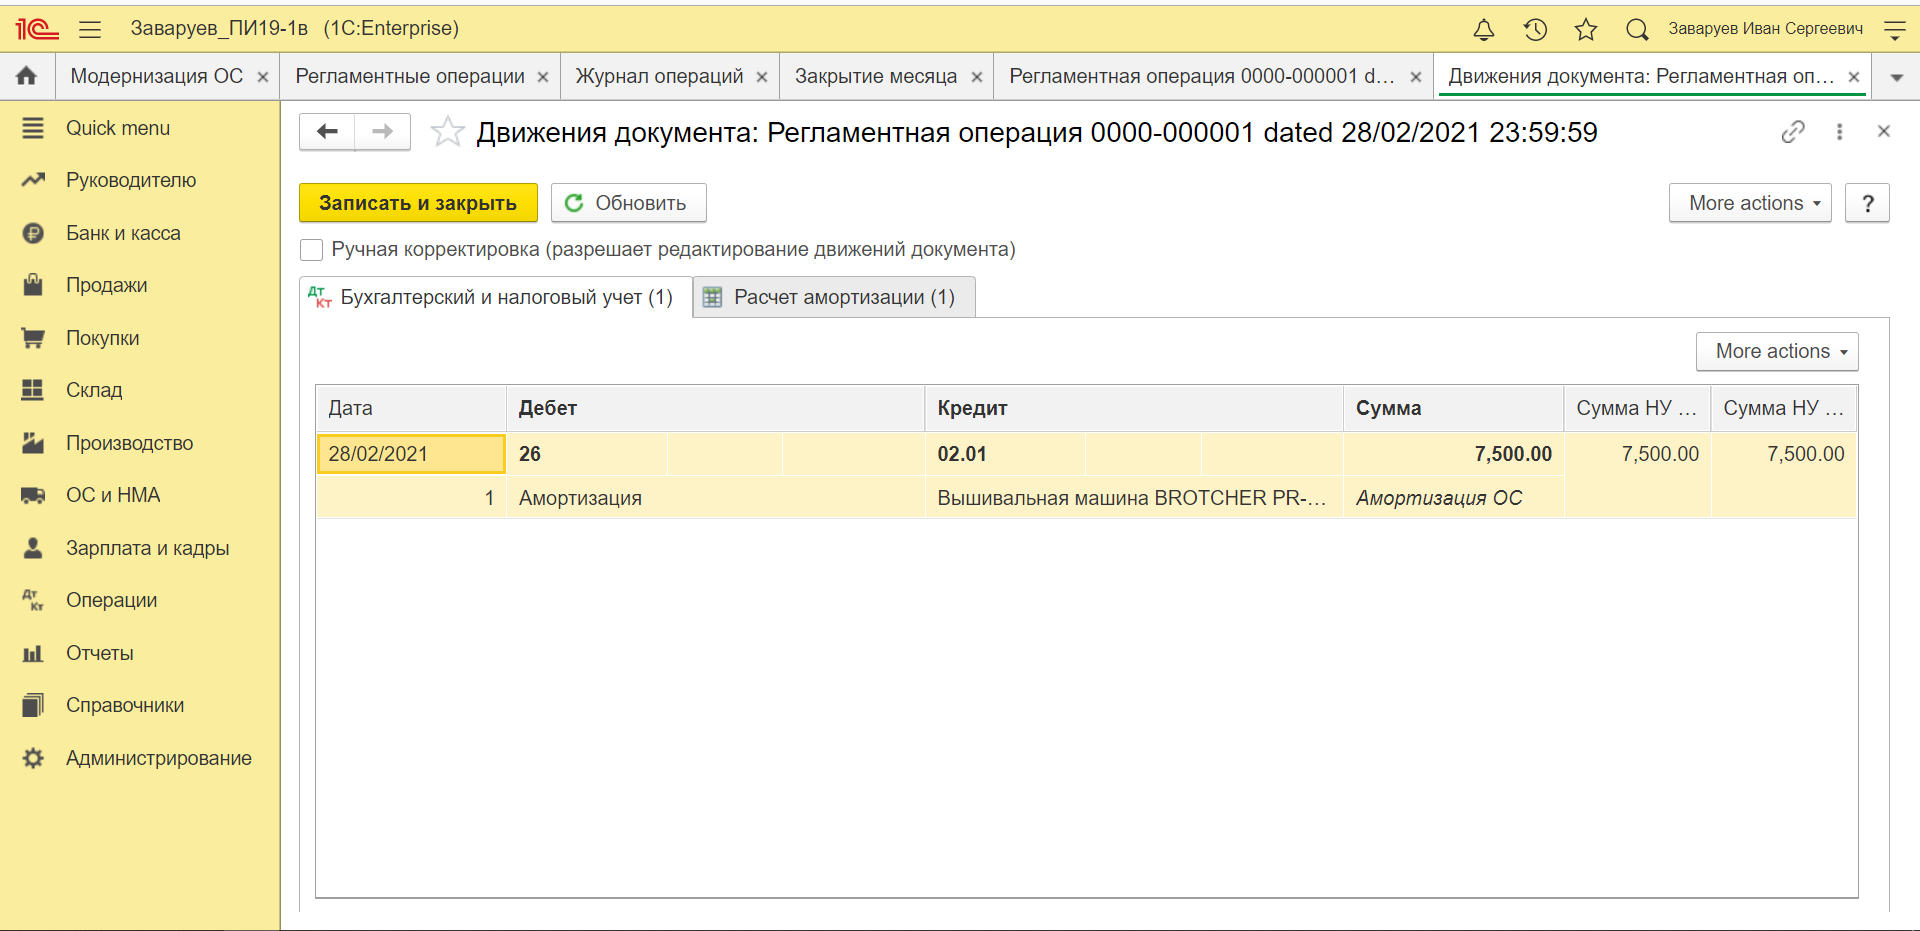 1С Заваруев_ПИ19-1в (1C:Enterprise) Заваруев Иван Сергеевич
Модернизация ОС Регламентные операции Журнал операций Закрытие месяца Регламентная операция 0000-000001 d... Движения документа: Регламентная оп...
Quick menu
Руководителю
Банк и касса
Продажи
Покупки
Склад
Производство
ОС и НМА
Зарплата и кадры
Дт Кт Операции
Отчеты
Справочники
Администрирование
Движения документа: Регламентная операция 0000-000001 dated 28/02/2021 23:59:59
Записать и закрыть Обновить More actions ?
Ручная корректировка (разрешает редактирование движений документа)
Дт Кт Бухгалтерский и налоговый учет (1) Расчет амортизации (1)
More actions
Дата Дебет Кредит Сумма Сумма НУ ... Сумма НУ ...
28/02/2021 26 02.01 7,500.00 7,500.00 7,500.00
1 Амортизация Вышивальная машина BROTCHER PR-... Амортизация ОС